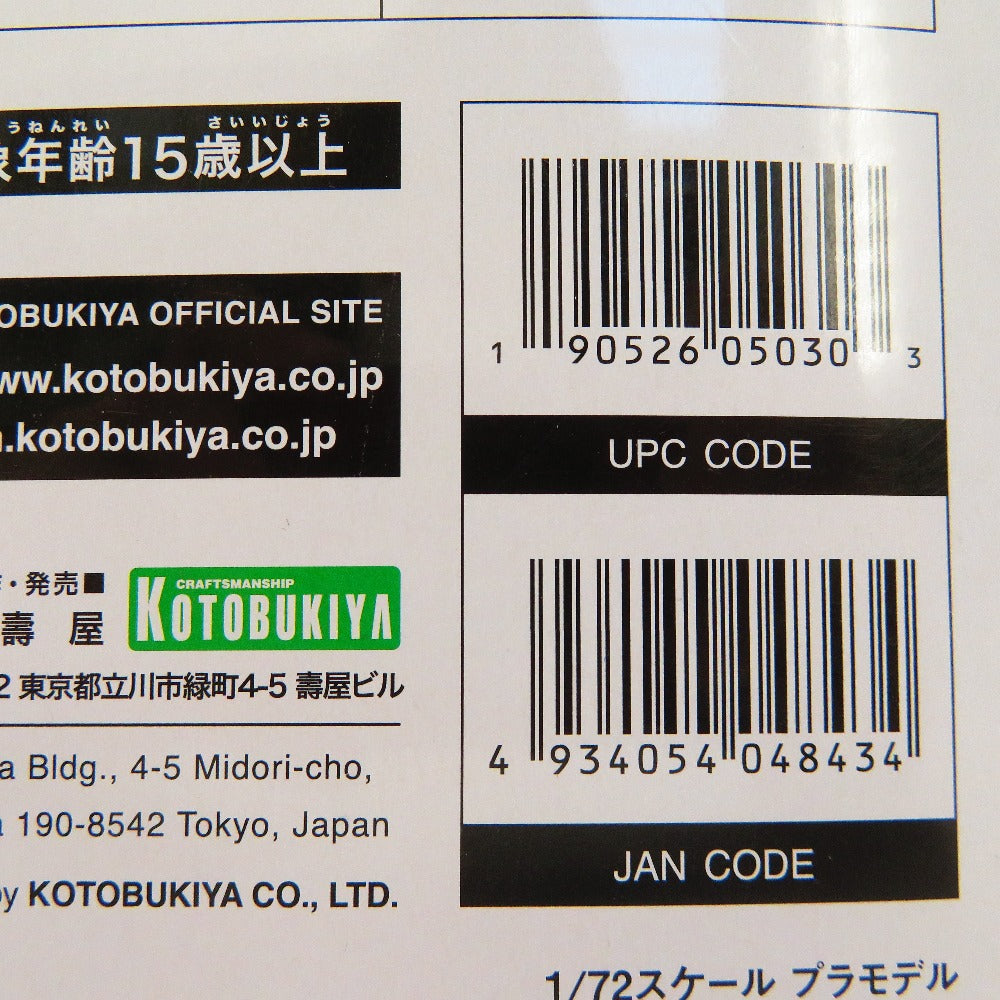 うねんれい さいいじょう
年齢15歳以上
OBUKIYA OFFICIAL SITE
ww.kotobukiya.co.jp
.kotobukiya.co.jp
・発売■
壽 屋
CRAFTSMANSHIP
KOTOBUKIYA
2 東京都立川市緑町4-5 壽屋ビル
a Bldg., 4-5 Midori-cho,
a 190-8542 Tokyo, Japan
by KOTOBUKIYA CO., LTD.
1 90526 05030 3
UPC CODE
4 934054 048434
JAN CODE
1/72スケール プラモデル